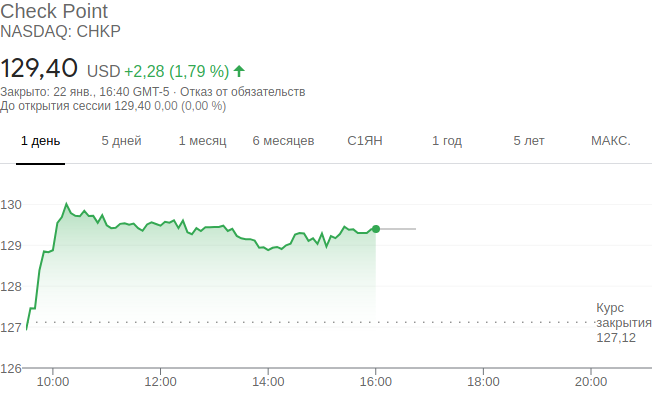 Check Point
NASDAQ: CHKP
129,40 USD +2,28 (1,79 %)
Закрыто: 22 янв., 16:40 GMT-5 · Отказ от обязательств
До открытия сессии 129,40 0,00 (0,00 %)
1 день 5 дней 1 месяц 6 месяцев С1ЯН 1 год 5 лет МАКС.
130
129
128
127
126
Курс
закрытия
127,12
10:00 12:00 14:00 16:00 18:00 20:00